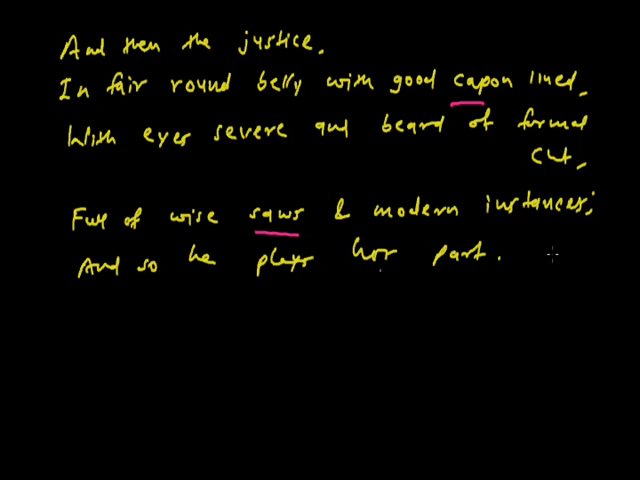 And then the justice.
In fair round belly with good capon lined,
With eyes severe and beard of formal
cut,
Full of wise saws & modern instances;
And so he plays his part.